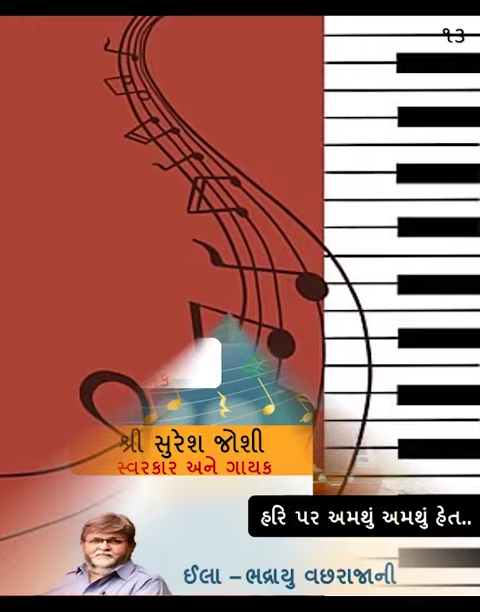 ૧૩
શ્રી સુરેશ જોશી
સ્વરકાર અને ગાયક
હરિ પર અમથું અમથું હેત..
ઈલા – ભદ્રાયુ વછરાજાની